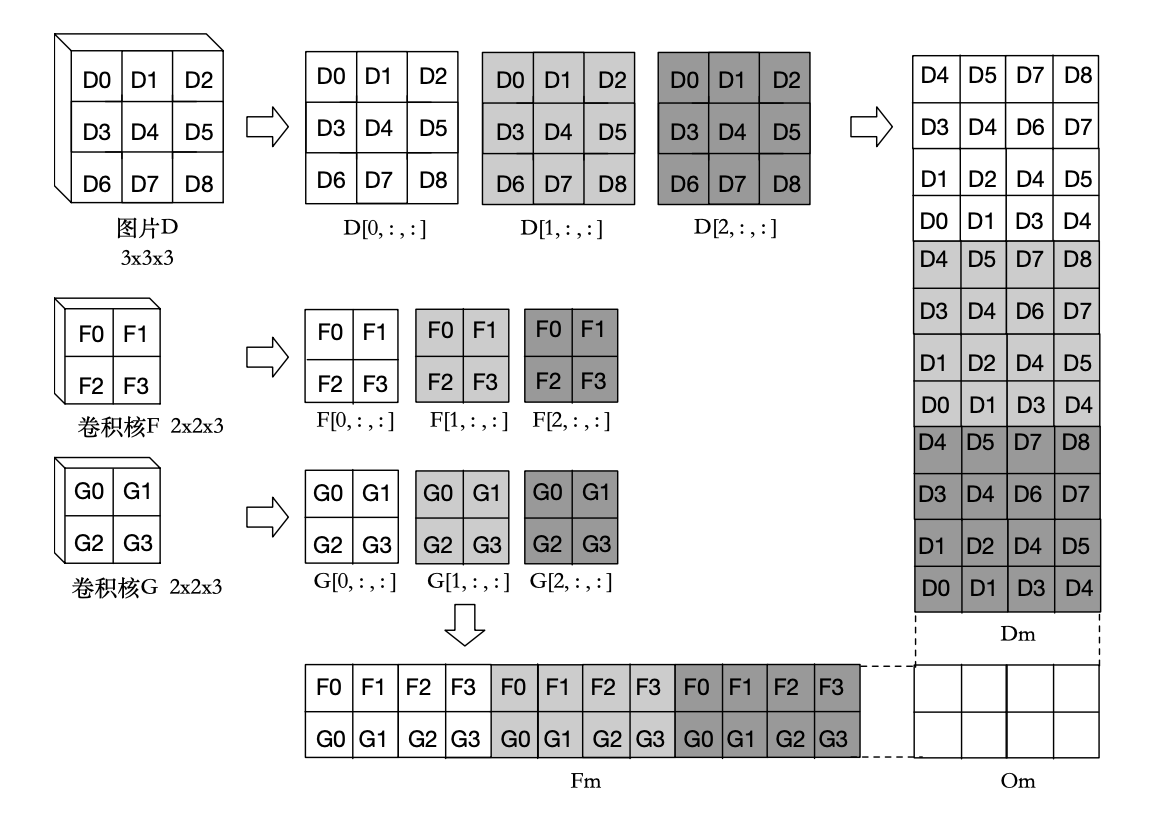 D0 D1 D2
D3 D4 D5
D6 D7 D8
图片D
3x3x3
D0 D1 D2
D3 D4 D5
D6 D7 D8
D[0, : , : ]
D0 D1 D2
D3 D4 D5
D6 D7 D8
D[1, : , : ]
D0 D1 D2
D3 D4 D5
D6 D7 D8
D[2, : , : ]
F0 F1
F2 F3
卷积核F 2x2x3
F0 F1
F2 F3
F[0, : , : ]
F0 F1
F2 F3
F[1, : , : ]
F0 F1
F2 F3
F[2, : , : ]
G0 G1
G2 G3
卷积核G 2x2x3
G0 G1
G2 G3
G[0, : , : ]
G0 G1
G2 G3
G[1, : , : ]
G0 G1
G2 G3
G[2, : , : ]
D4 D5 D7 D8
D3 D4 D6 D7
D1 D2 D4 D5
D0 D1 D3 D4
D4 D5 D7 D8
D3 D4 D6 D7
D1 D2 D4 D5
D0 D1 D3 D4
D4 D5 D7 D8
D3 D4 D6 D7
D1 D2 D4 D5
D0 D1 D3 D4
Dm
F0 F1 F2 F3 F0 F1 F2 F3 F0 F1 F2 F3
G0 G1 G2 G3 G0 G1 G2 G3 G0 G1 G2 G3
Fm
Om